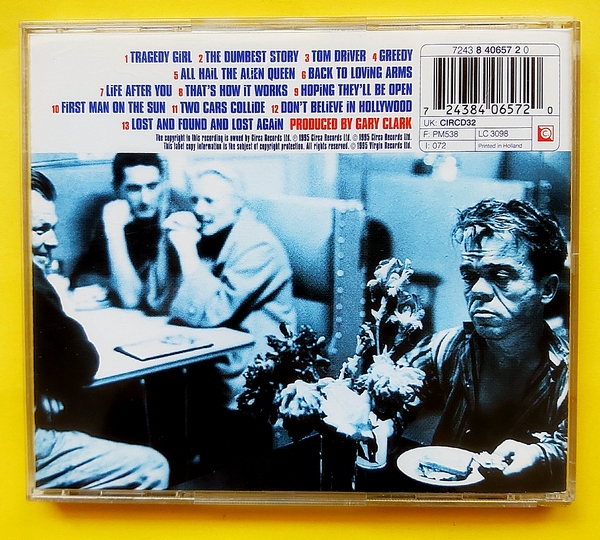 1 TRAGEDY GIRL 2 THE DUMBEST STORY 3 TOM DRIVER 4 GREEDY
5 ALL HAIL THE ALIEN QUEEN 6 BACK TO LOVING ARMS
7 LIFE AFTER YOU 8 THAT'S HOW IT WORKS 9 HOPING THEY'LL BE OPEN
10 FIRST MAN ON THE SUN 11 TWO CARS COLLIDE 12 DON'T BELIEVE IN HOLLYWOOD
13 LOST AND FOUND AND LOST AGAIN PRODUCED BY GARY CLARK
The copyright in this recording is owned by Circa Records Ltd. ℗ 1995 Circa Records Ltd. © 1995 Circa Records Ltd.
This label copy information is the subject of copyright protection. All rights reserved. © 1995 Virgin Records Ltd.
7243 8 40657 2 0
7 24384 06572 0
UK: CIRCD32
F: PM538 LC 3098
I: 072 Printed in Holland